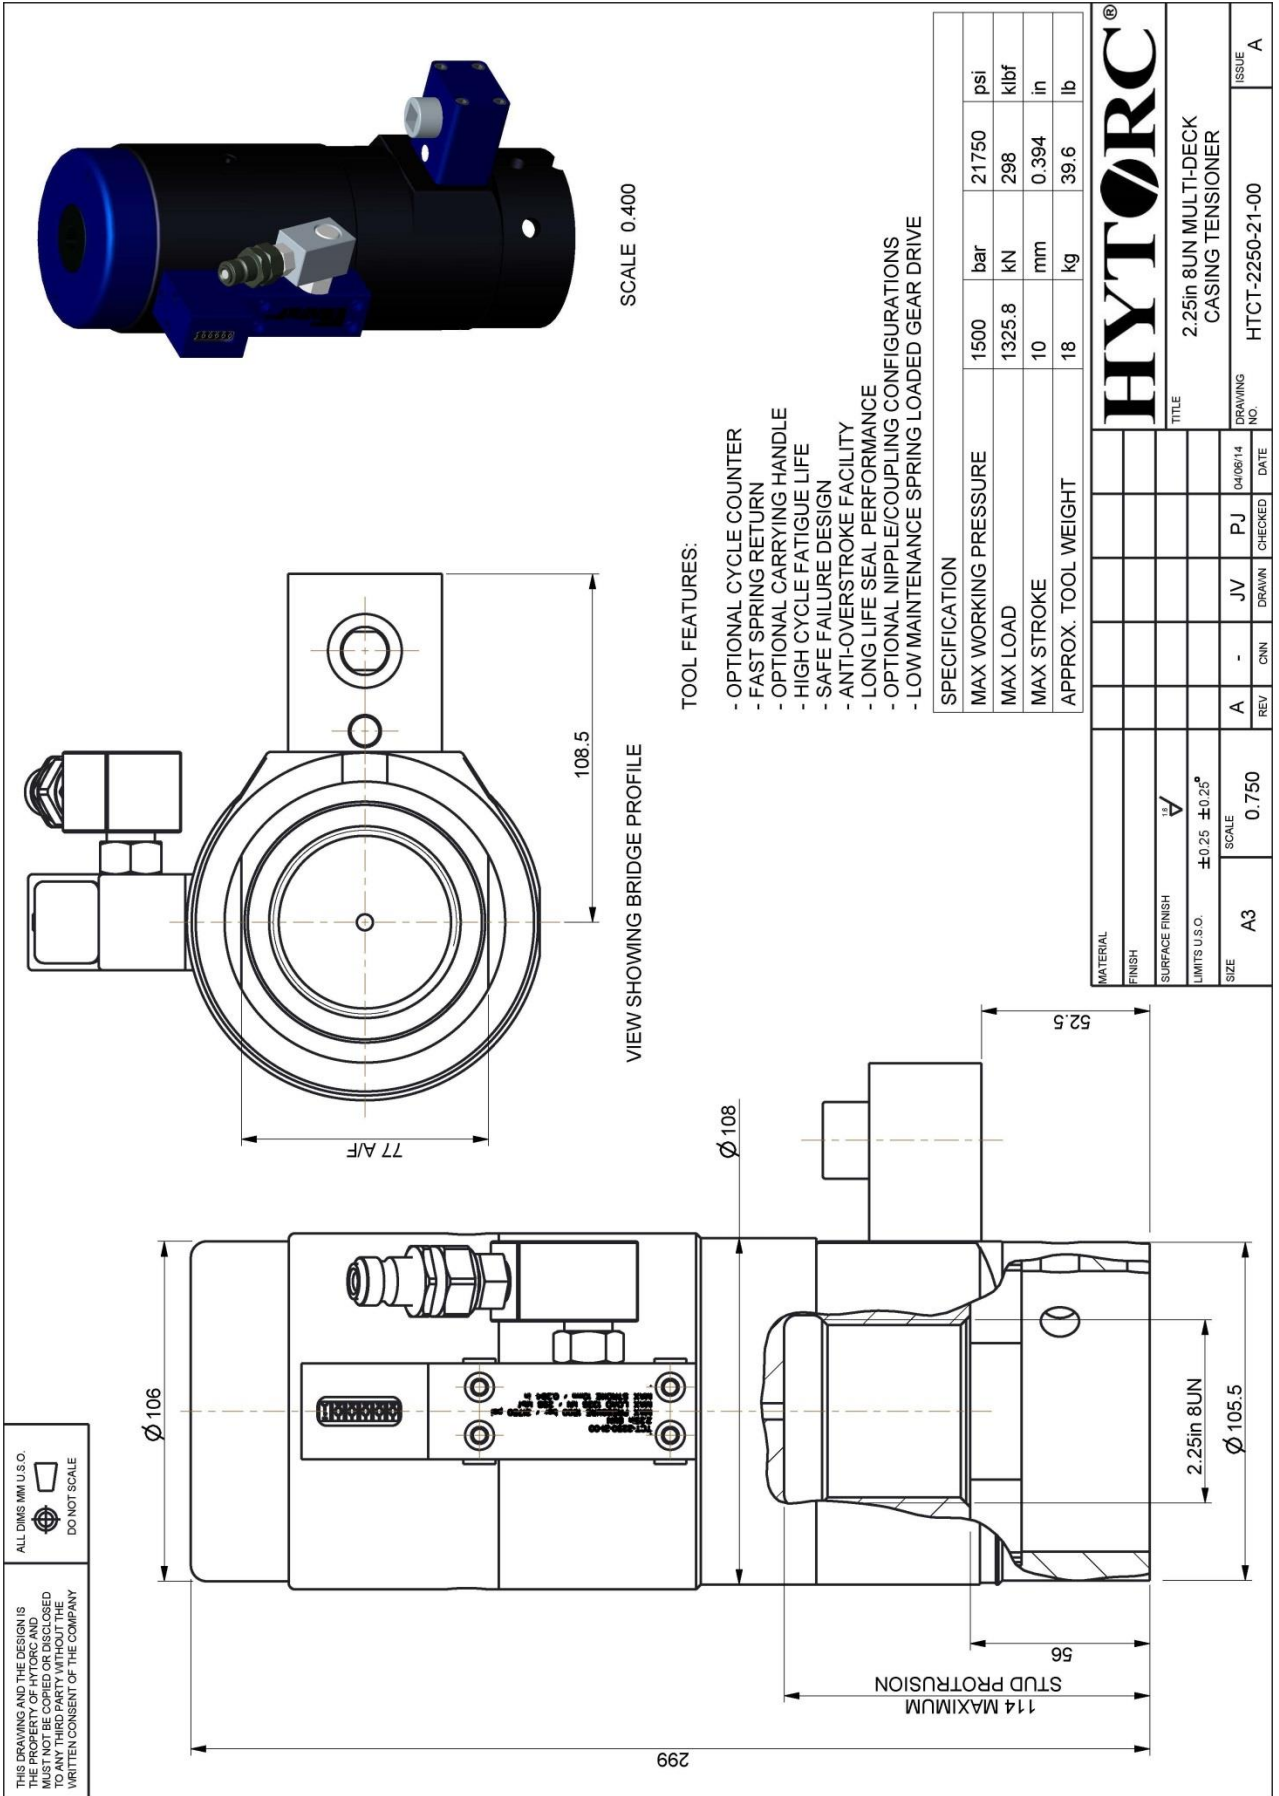 THIS DRAWING AND THE DESIGN IS
THE PROPERTY OF HYTORC AND
MUST NOT BE COPIED OR DISCLOSED
TO ANY THIRD PARTY WITHOUT THE
WRITTEN CONSENT OF THE COMPANY
ALL DIMS MM U.S.O.
DO NOT SCALE
Ø106
299
114 MAXIMUM
STUD PROTRUSION
56
2.25in 8UN
Ø105.5
Ø108
52.5
77 A/F
108.5
VIEW SHOWING BRIDGE PROFILE
SCALE 0.400
TOOL FEATURES:
- OPTIONAL CYCLE COUNTER
- FAST SPRING RETURN
- OPTIONAL CARRYING HANDLE
- HIGH CYCLE FATIGUE LIFE
- SAFE FAILURE DESIGN
- ANTI-OVERSTROKE FACILITY
- LONG LIFE SEAL PERFORMANCE
- OPTIONAL NIPPLE/COUPLING CONFIGURATIONS
- LOW MAINTENANCE SPRING LOADED GEAR DRIVE
SPECIFICATION
MAX WORKING PRESSURE 1500 bar 21750 psi
MAX LOAD 1325.8 kN 298 klbf
MAX STROKE 10 mm 0.394 in
APPROX. TOOL WEIGHT 18 kg 39.6 lb
MATERIAL
FINISH
SURFACE FINISH 1.6
LIMITS U.S.O. ±0.25 ±0.25°
SIZE A3 SCALE 0.750
A - JV PJ 04/06/14
REV CNN DRAWN CHECKED DATE
HYTORC®
TITLE
2.25in 8UN MULTI-DECK
CASING TENSIONER
DRAWING NO. HTCT-2250-21-00 ISSUE A